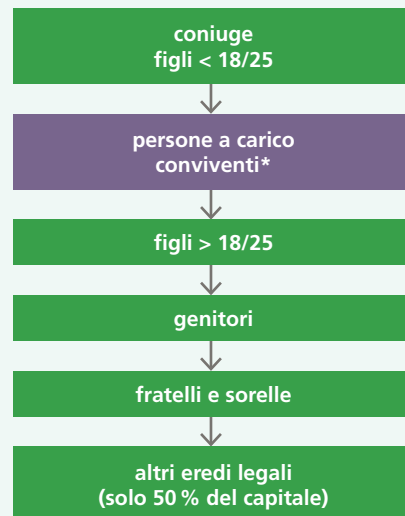 coniuge
figli < 18/25
persone a carico
conviventi*
figli > 18/25
genitori
fratelli e sorelle
altri eredi legali
(solo 50 % del capitale)